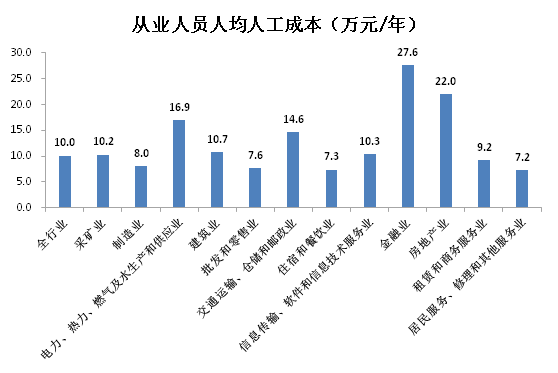 从业人员人均人工成本（万元/年）
30.0
25.0
20.0
15.0
10.0
5.0
0.0
10.0
10.2
8.0
16.9
10.7
7.6
14.6
7.3
10.3
27.6
22.0
9.2
7.2
全行业
采矿业
制造业
电力、热力、燃气及水生产和供应业
建筑业
批发和零售业
交通运输、仓储和邮政业
住宿和餐饮业
信息传输、软件和信息技术服务业
金融业
房地产业
租赁和商务服务业
居民服务、修理和其他服务业